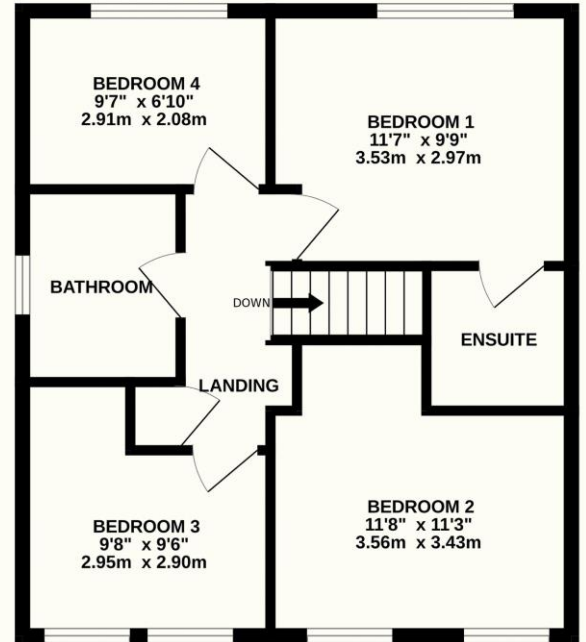 BEDROOM 4
9'7" x 6'10"
2.91m x 2.08m
BEDROOM 1
11'7" x 9'9"
3.53m x 2.97m
BATHROOM
DOWN
ENSUITE
LANDING
BEDROOM 3
9'8" x 9'6"
2.95m x 2.90m
BEDROOM 2
11'8" x 11'3"
3.56m x 3.43m